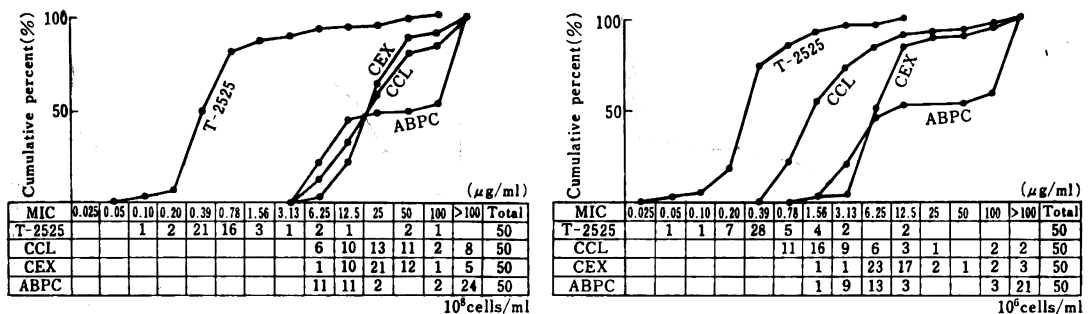 Cumulative percent(%)
100
50
T-2525
CEX
CCL
ABPC
(μg/ml)
MIC 0.025 0.05 0.10 0.20 0.39 0.78 1.56 3.13 6.25 12.5 25 50 100 >100 Total
T-2525 1 2 21 16 3 1 2 1 2 1 50
CCL 6 10 13 11 2 8 50
CEX 1 10 21 12 1 5 50
ABPC 11 11 2 2 24 50
10⁸cells/ml
Cumulative percent(%)
100
50
T-2525
CCL
CEX
ABPC
(μg/ml)
MIC 0.025 0.05 0.10 0.20 0.39 0.78 1.56 3.13 6.25 12.5 25 50 100 >100 Total
T-2525 1 1 7 28 5 4 2 2 50
CCL 11 16 9 6 3 1 2 2 50
CEX 1 1 23 17 2 1 2 3 50
ABPC 1 9 13 3 3 21 50
10⁶cells/ml